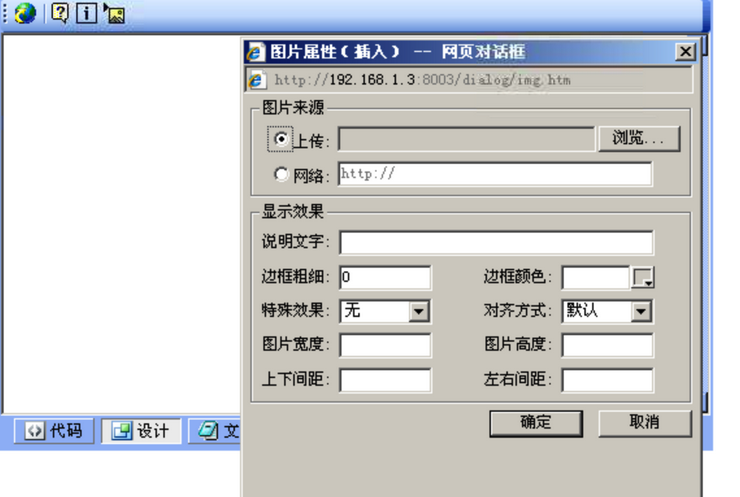 图片属性(插入) -- 网页对话框
http://192.168.1.3:8003/dialog/img.htm
图片来源
上传: 浏览...
网络: http://
显示效果
说明文字:
边框粗细: 0 边框颜色:
特殊效果: 无 对齐方式: 默认
图片宽度: 图片高度:
上下间距: 左右间距:
确定 取消
代码 设计 文